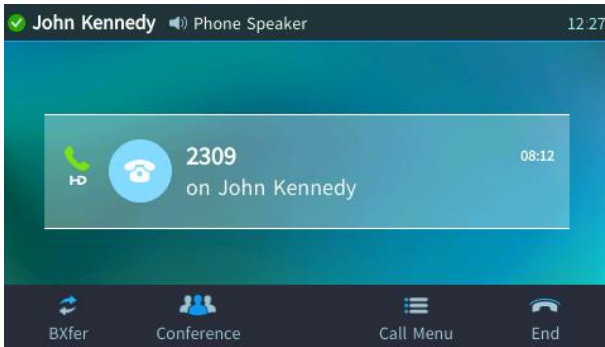 John Kennedy Phone Speaker 12:27
2309 08:12
HD
on John Kennedy
BXfer Conference Call Menu End